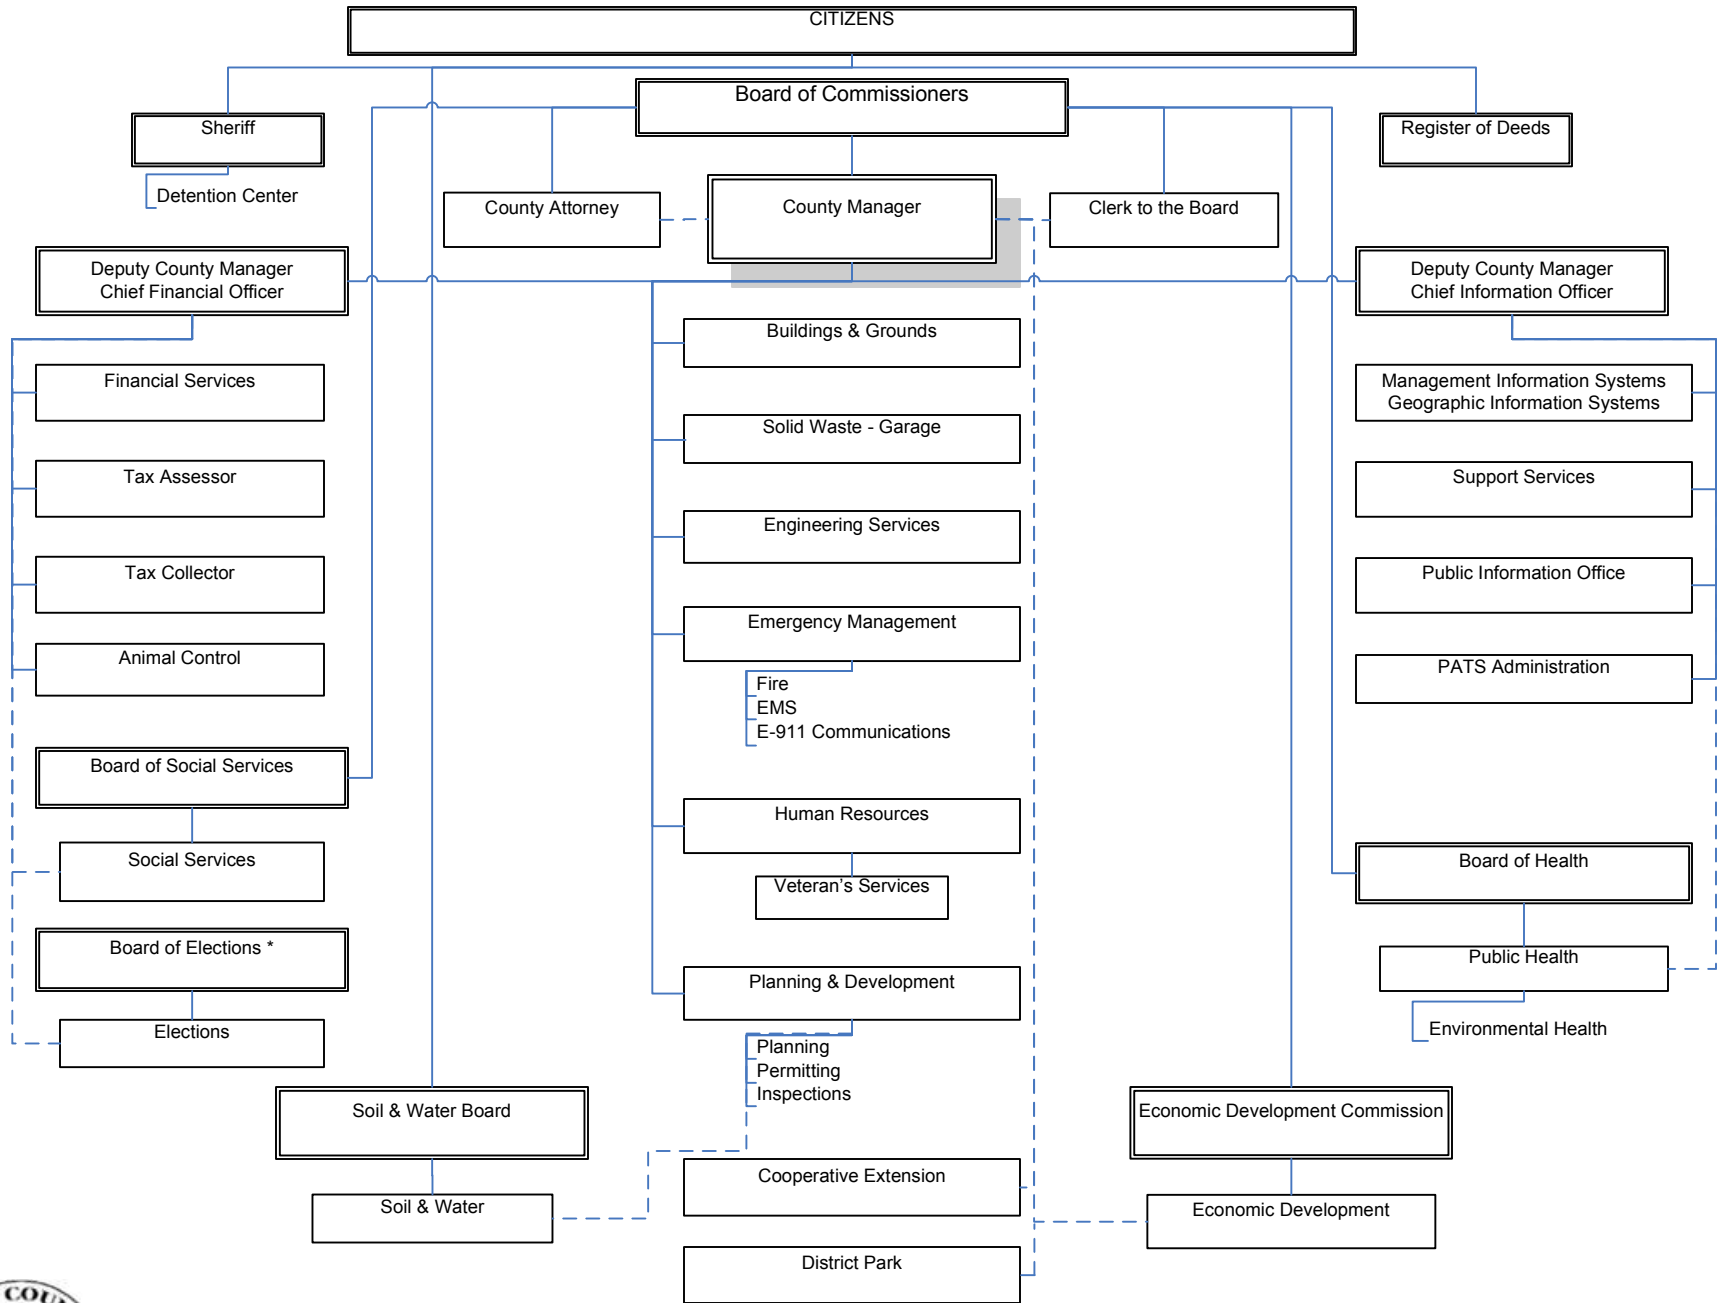 CITIZENS
Board of Commissioners
Sheriff
Register of Deeds
Detention Center
County Attorney
County Manager
Clerk to the Board
Deputy County Manager
Chief Financial Officer
Deputy County Manager
Chief Information Officer
Buildings & Grounds
Financial Services
Management Information Systems
Geographic Information Systems
Solid Waste - Garage
Tax Assessor
Support Services
Engineering Services
Tax Collector
Public Information Office
Emergency Management
Animal Control
PATS Administration
Fire
EMS
E-911 Communications
Board of Social Services
Human Resources
Social Services
Board of Health
Veteran's Services
Board of Elections *
Public Health
Planning & Development
Elections
Environmental Health
Planning
Permitting
Inspections
Soil & Water Board
Economic Development Commission
Cooperative Extension
Soil & Water
Economic Development
District Park